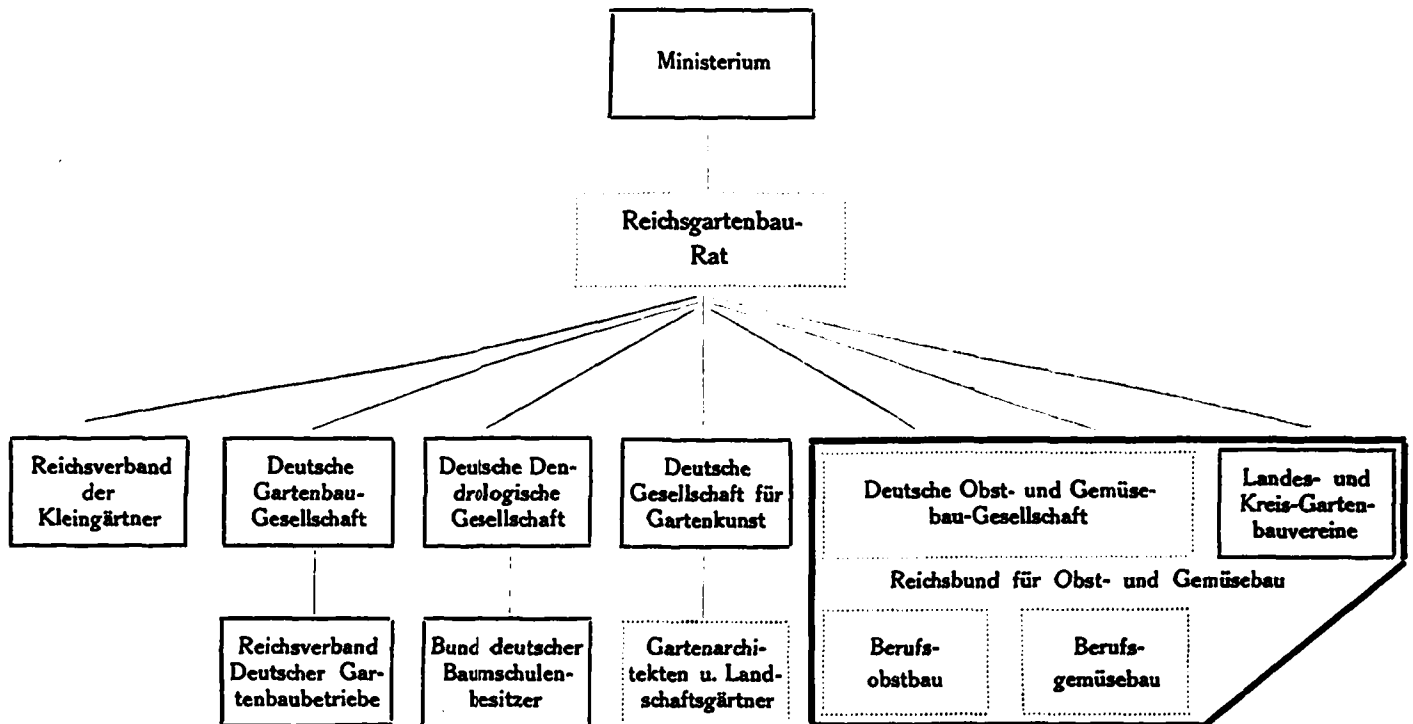 Ministerium
Reichsgartenbau-
Rat
Reichsverband
der
Kleingärtner
Deutsche
Gartenbau-
Gesellschaft
Deutsche Den-
drologische
Gesellschaft
Deutsche
Gesellschaft für
Gartenkunst
Deutsche Obst- und Gemüse-
bau-Gesellschaft
Landes- und
Kreis-Garten-
bauvereine
Reichsbund für Obst- und Gemüsebau
Reichsverband
Deutscher Gar-
tenbaubetriebe
Bund deutscher
Baumschulen-
besitzer
Gartenarchi-
tekten u. Land-
schaftsgärtner
Berufs-
obstbau
Berufs-
gemüsebau